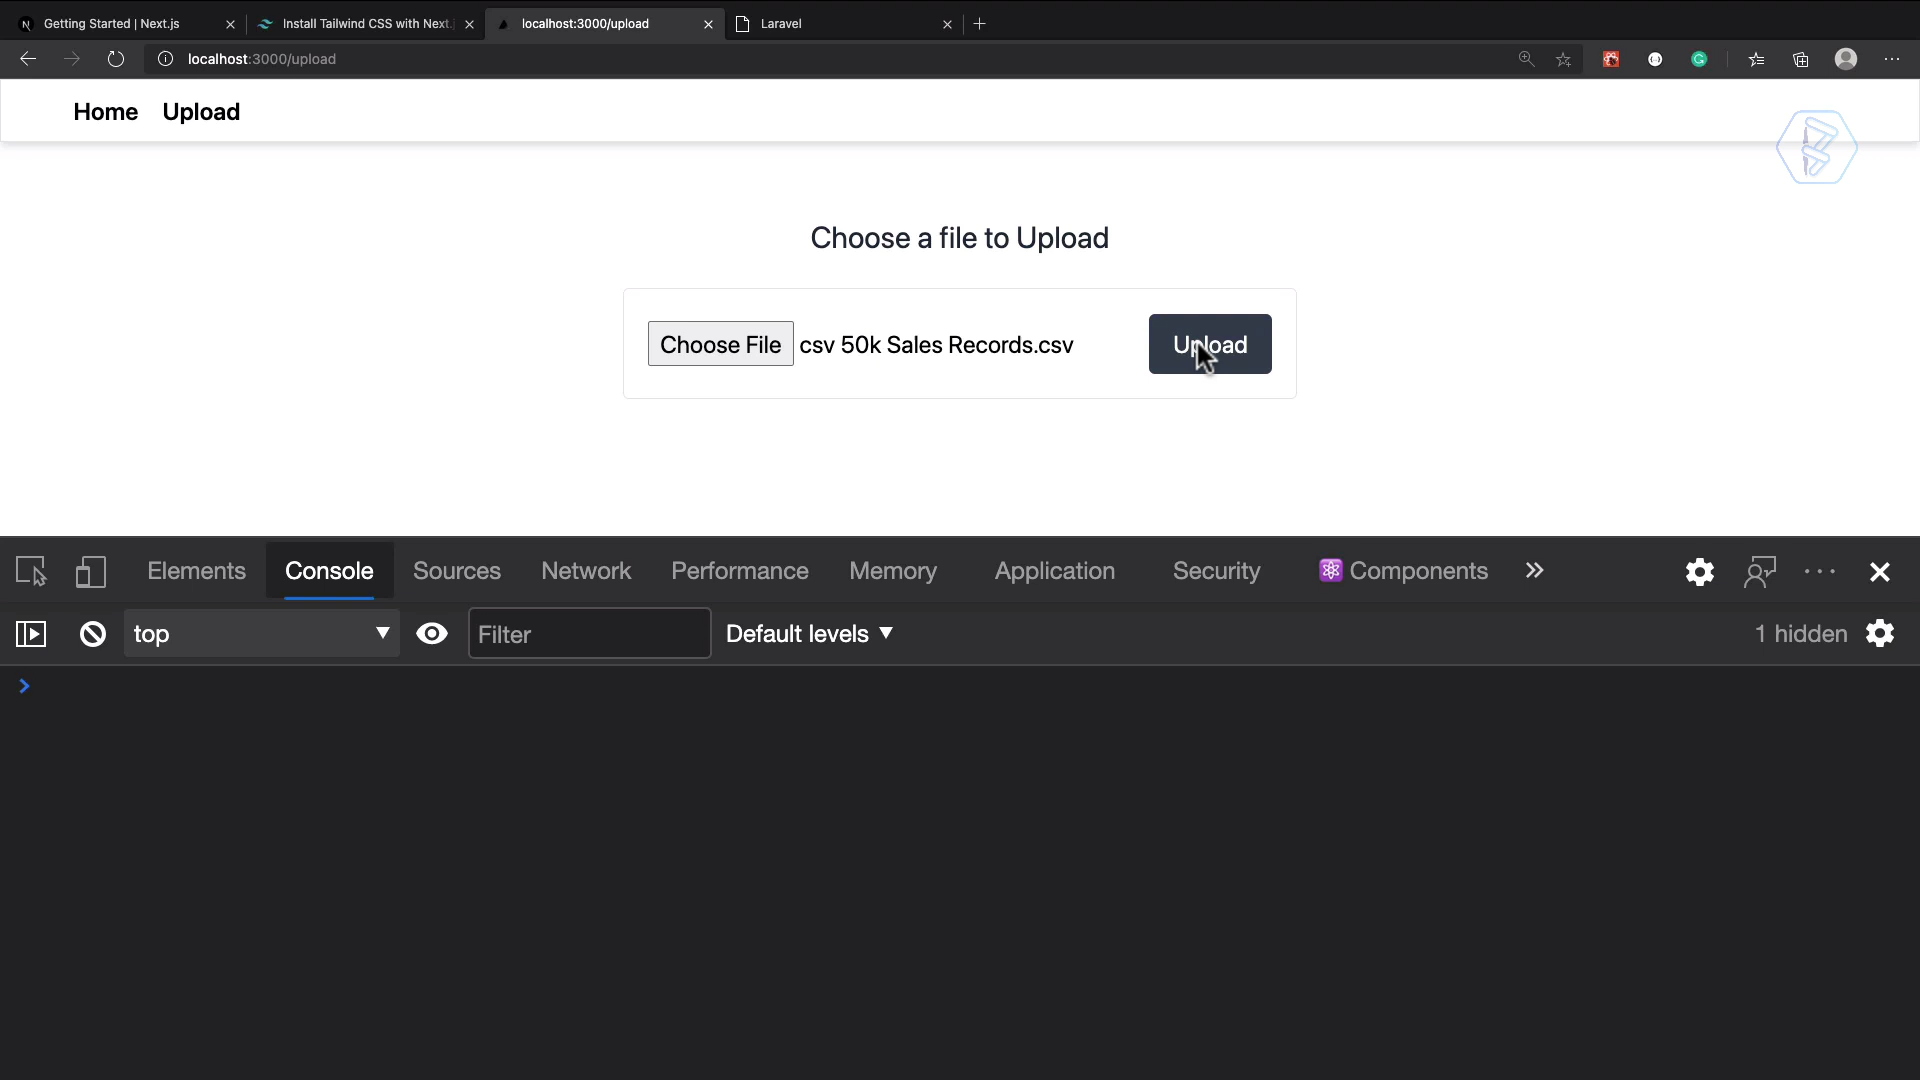 Getting Started | Next.js
Install Tailwind CSS with Next.
localhost:3000/upload
Laravel
localhost:3000/upload
Home Upload
Choose a file to Upload
Choose File csv 50k Sales Records.csv Upload
Elements Console Sources Network Performance Memory Application Security Components
top Filter Default levels 1 hidden